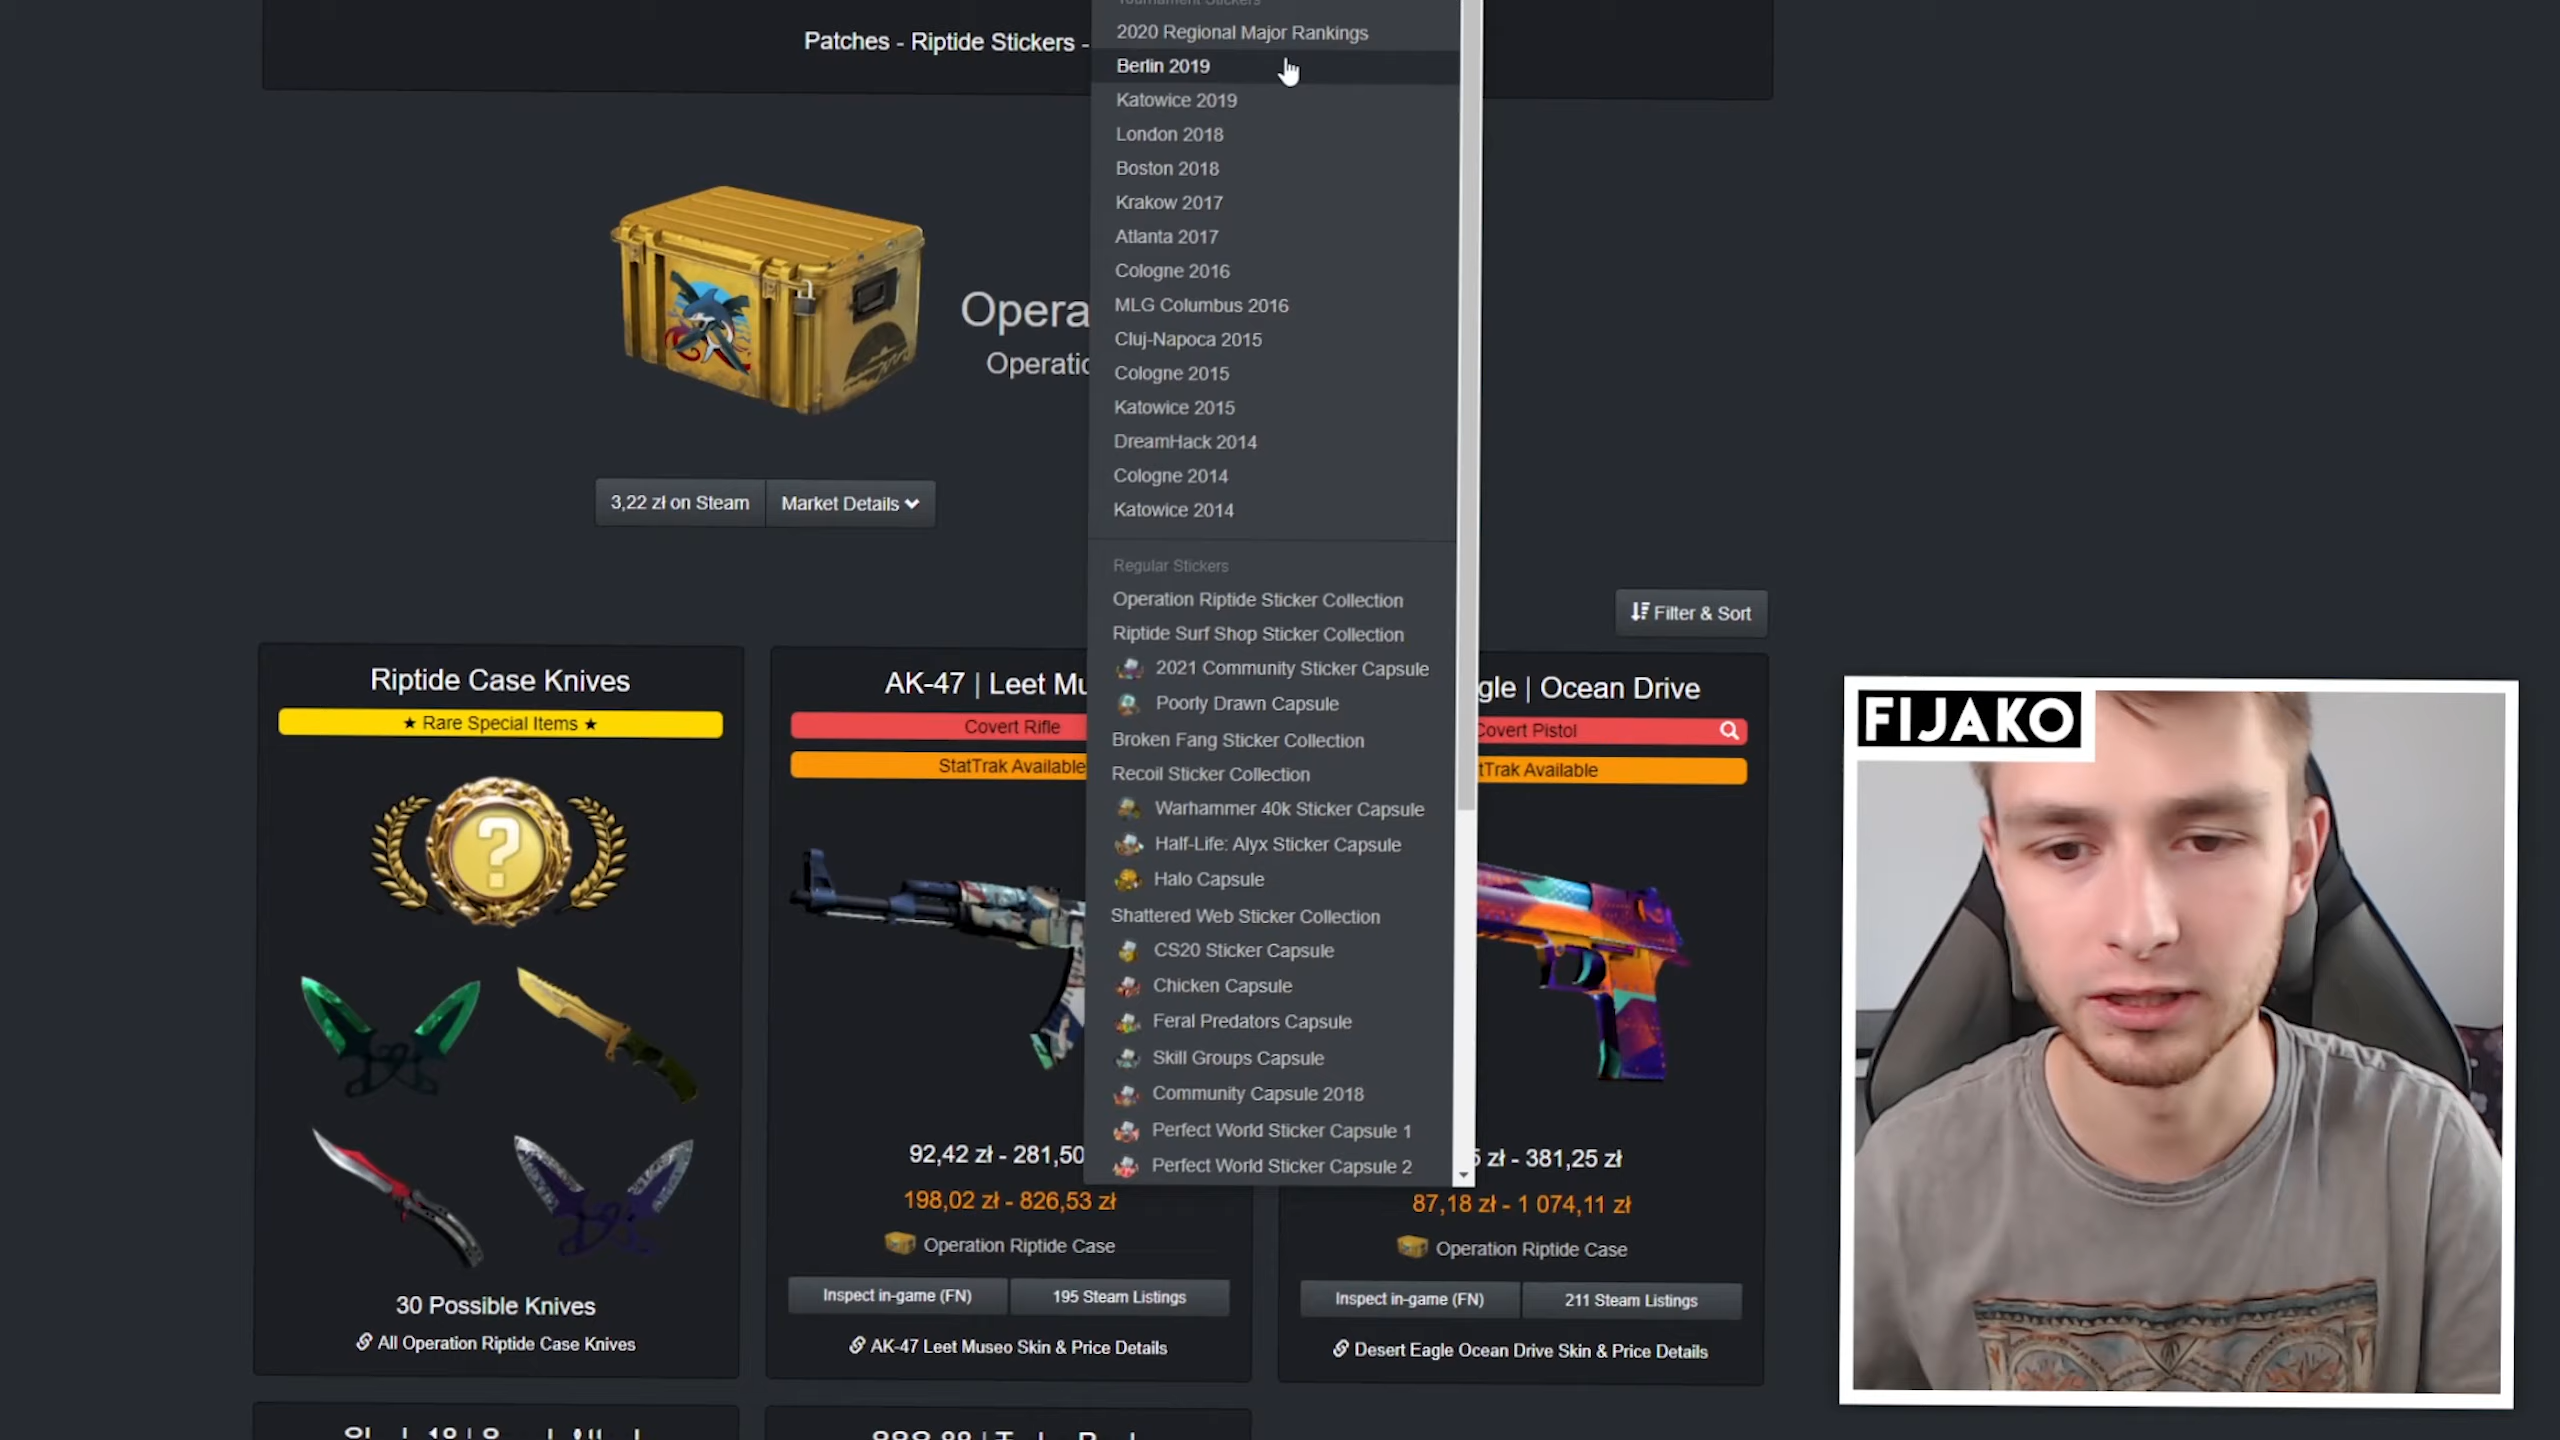 Tournament Stickers
2020 Regional Major Rankings
Patches - Riptide Stickers -
Berlin 2019
Katowice 2019
London 2018
Boston 2018
Krakow 2017
Atlanta 2017
Cologne 2016
MLG Columbus 2016
Cluj-Napoca 2015
Cologne 2015
Katowice 2015
DreamHack 2014
Cologne 2014
Katowice 2014
Opera
Operatio
3,22 zł on Steam
Market Details
Regular Stickers
Operation Riptide Sticker Collection
Riptide Surf Shop Sticker Collection
2021 Community Sticker Capsule
Poorly Drawn Capsule
Broken Fang Sticker Collection
Recoil Sticker Collection
Warhammer 40k Sticker Capsule
Half-Life: Alyx Sticker Capsule
Halo Capsule
Shattered Web Sticker Collection
CS20 Sticker Capsule
Chicken Capsule
Feral Predators Capsule
Skill Groups Capsule
Community Capsule 2018
Perfect World Sticker Capsule 1
Perfect World Sticker Capsule 2
Filter & Sort
Riptide Case Knives
★ Rare Special Items ★
?
30 Possible Knives
All Operation Riptide Case Knives
AK-47 | Leet Mu
Covert Rifle
StatTrak Available
92,42 zł - 281,50
198,02 zł - 826,53 zł
Operation Riptide Case
Inspect in-game (FN)
195 Steam Listings
AK-47 Leet Museo Skin & Price Details
gle | Ocean Drive
Covert Pistol
tTrak Available
5 zł - 381,25 zł
87,18 zł - 1 074,11 zł
Operation Riptide Case
Inspect in-game (FN)
211 Steam Listings
Desert Eagle Ocean Drive Skin & Price Details
FIJAKO